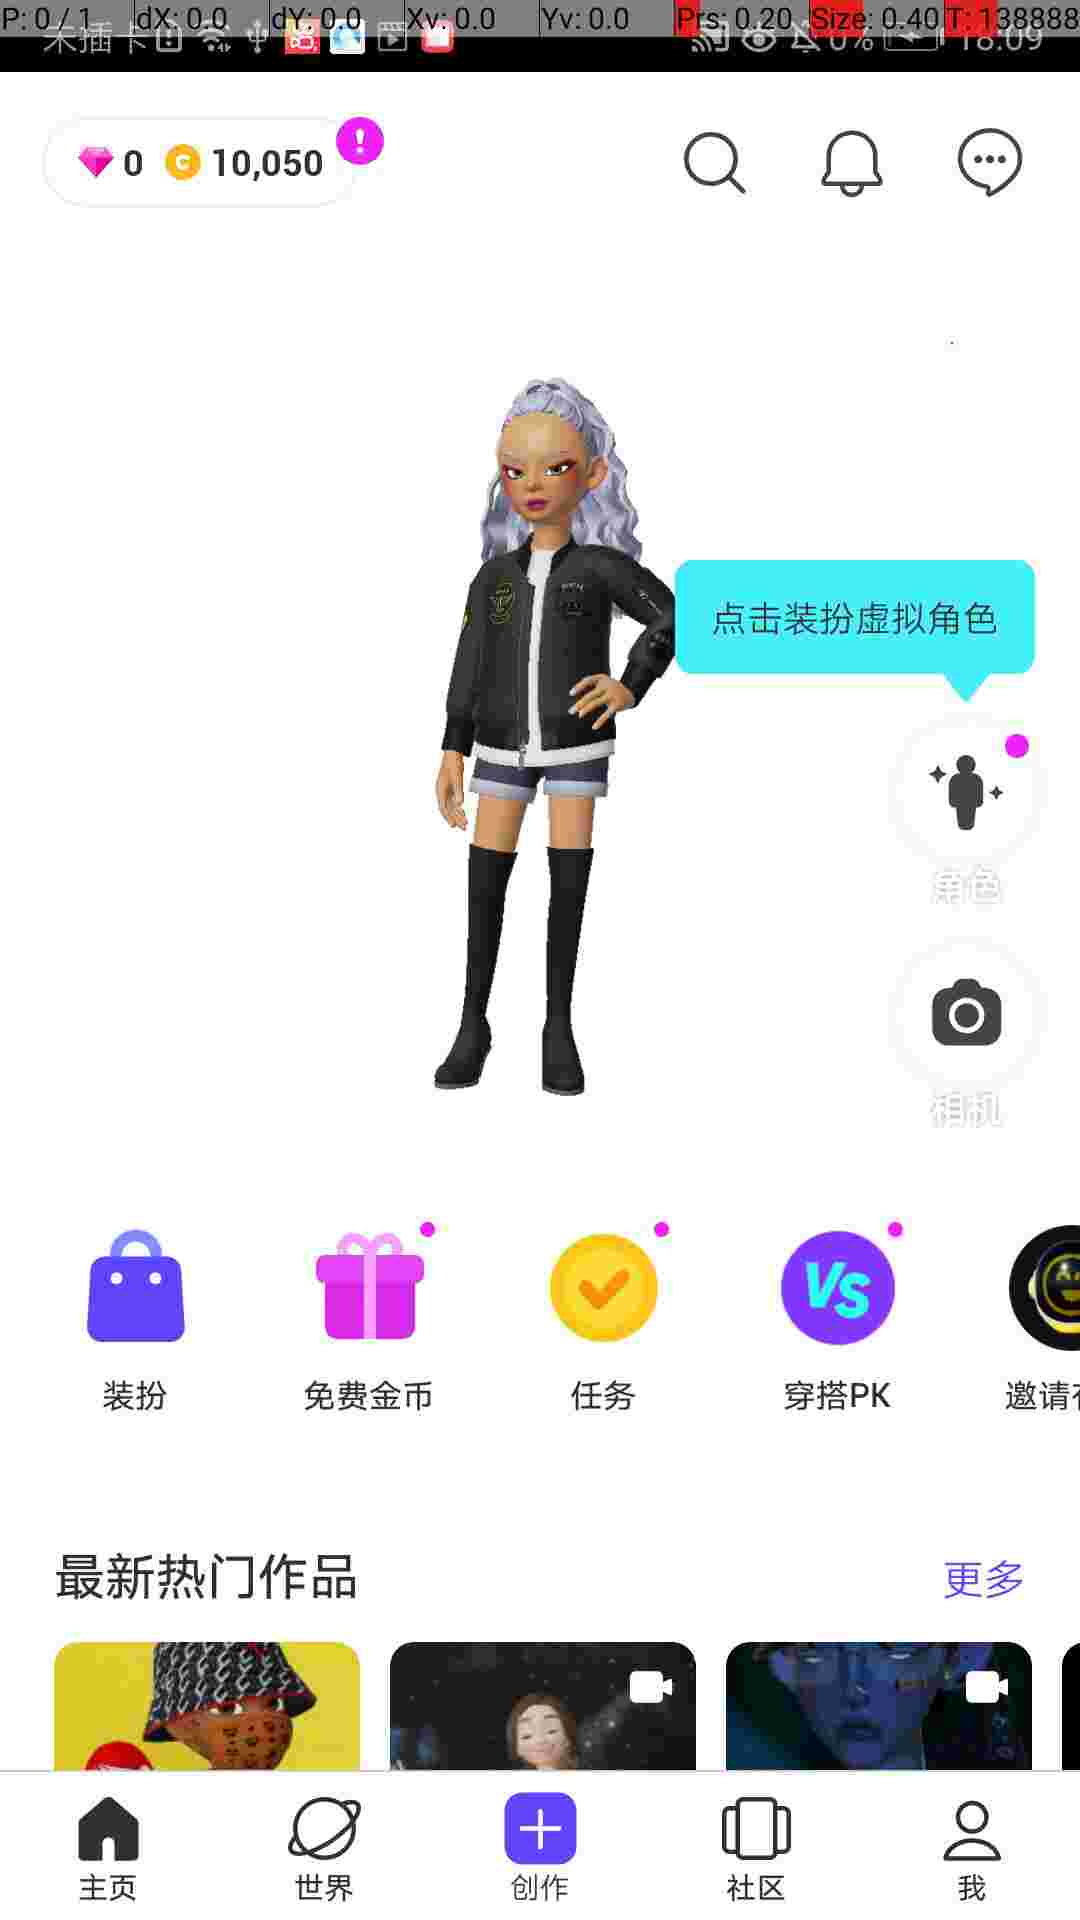 P: 0 / 1 dX: 0.0 dY: 0.0 Xv: 0.0 Yv: 0.0 Prs: 0.20 Size: 0.40 T: 138888
未插卡 0% 18:09
0 C 10,050 !
点击装扮虚拟角色
角色
相机
VS
装扮 免费金币 任务 穿搭PK 邀请
最新热门作品 更多
主页 世界 创作 社区 我